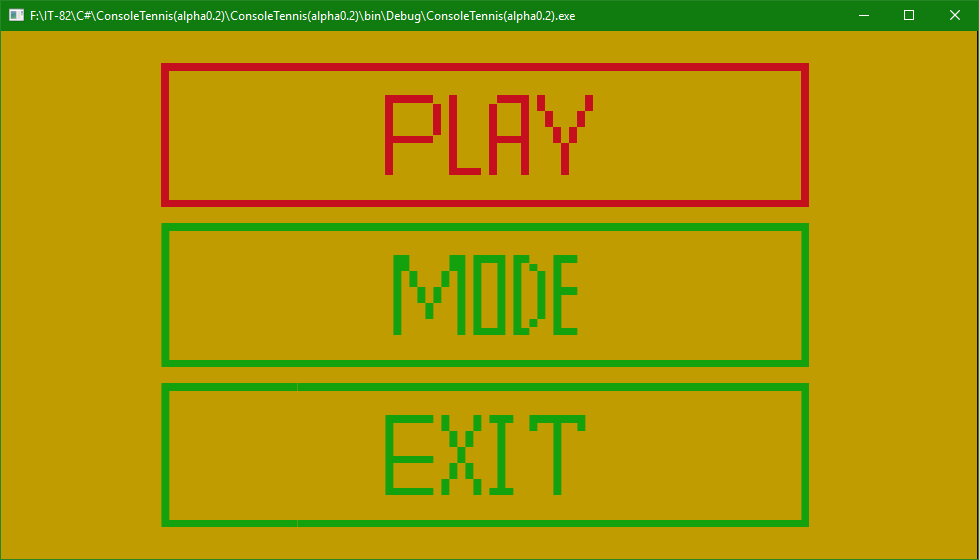 F:\IT-82\C#\ConsoleTennis(alpha0.2)\ConsoleTennis(alpha0.2)\bin\Debug\ConsoleTennis(alpha0.2).exe
PLAY
MODE
EXIT